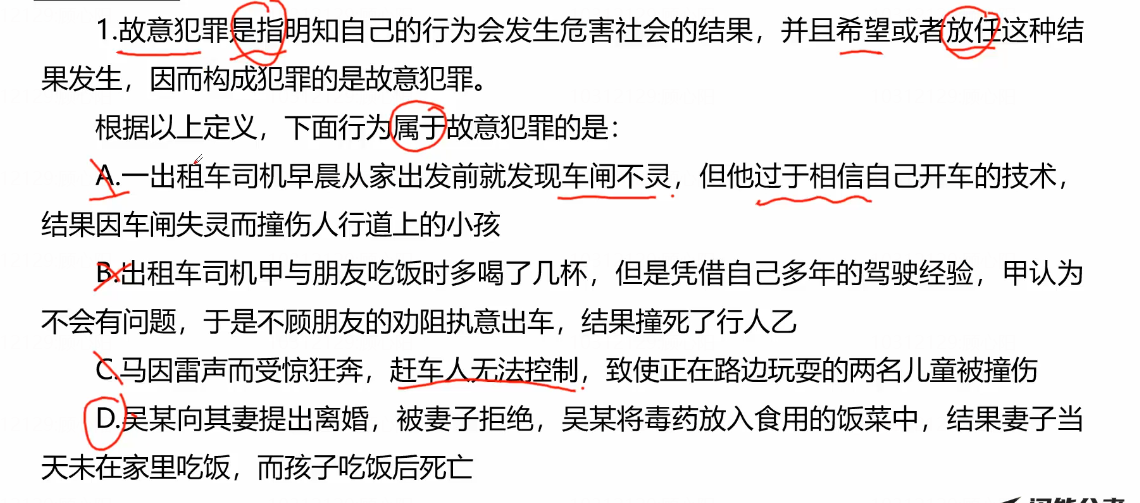 1.故意犯罪是指明知自己的行为会发生危害社会的结果，并且希望或者放任这种结
果发生，因而构成犯罪的是故意犯罪。
根据以上定义，下面行为属于故意犯罪的是：
A.一出租车司机早晨从家出发前就发现车闸不灵，但他过于相信自己开车的技术，
结果因车闸失灵而撞伤人行道上的小孩
B.出租车司机甲与朋友吃饭时多喝了几杯，但是凭借自己多年的驾驶经验，甲认为
不会有问题，于是不顾朋友的劝阻执意出车，结果撞死了行人乙
C.马因雷声而受惊狂奔，赶车人无法控制，致使正在路边玩耍的两名儿童被撞伤
D.吴某向其妻提出离婚，被妻子拒绝，吴某将毒药放入食用的饭菜中，结果妻子当
天未在家里吃饭，而孩子吃饭后死亡